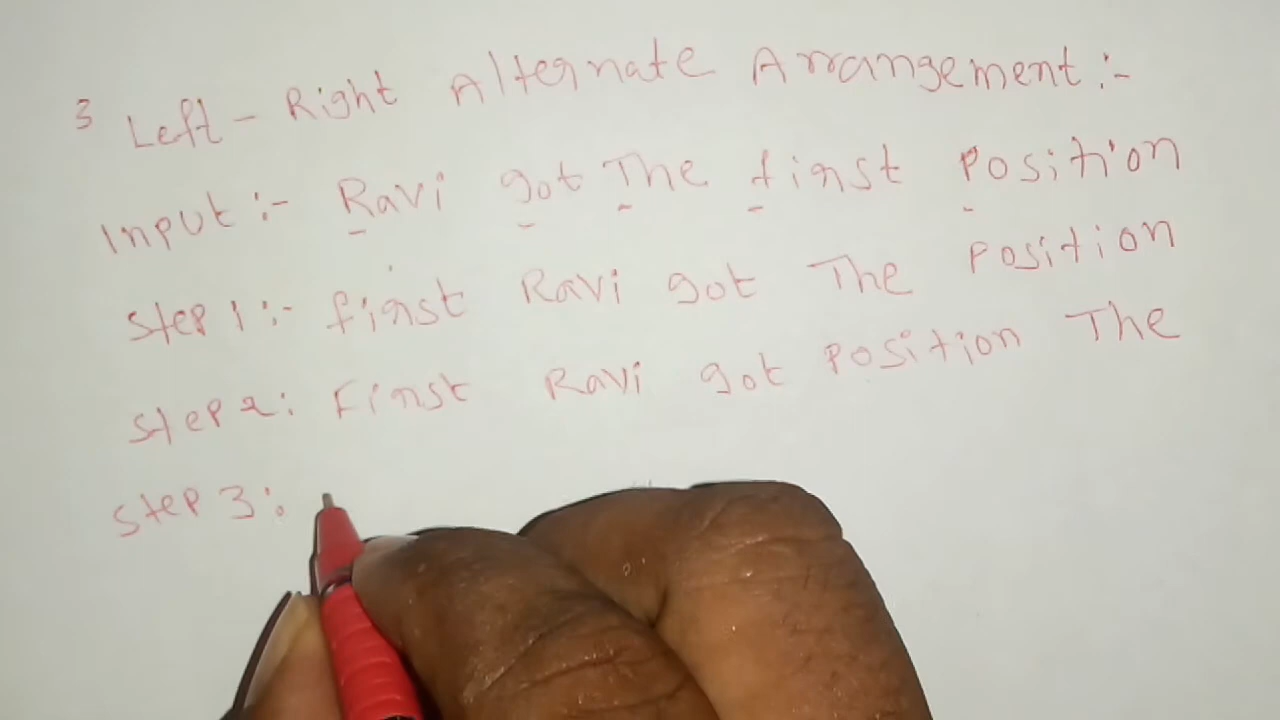 3 Left - Right Alternate Arrangement :-
Input :- Ravi got The first Position
Step 1 :- first Ravi got The Position
Step 2 : First Ravi got Position The
Step 3 :